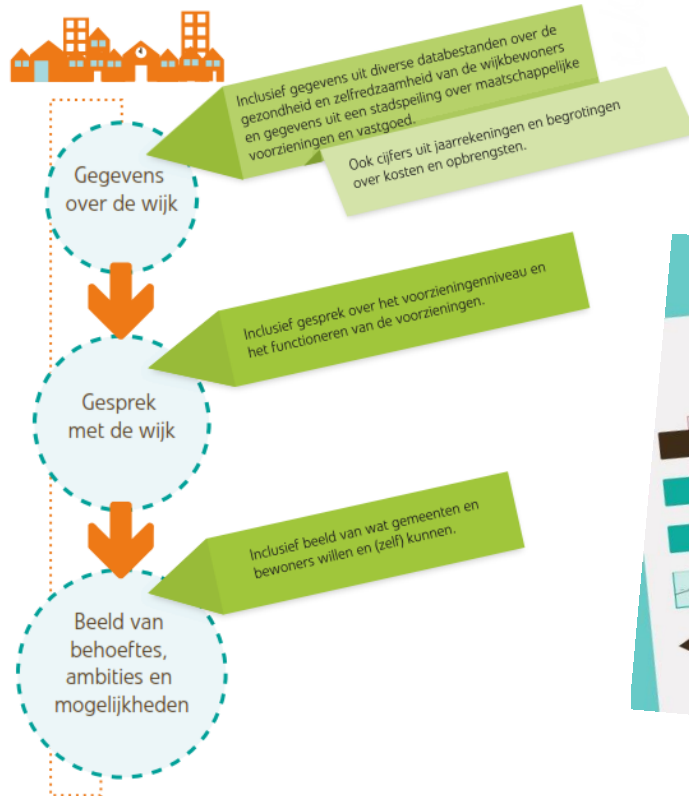 Inclusief gegevens uit diverse databestanden over de
gezondheid en zelfredzaamheid van de wijkbewoners
en gegevens uit een stadspeiling over maatschappelijke
voorzieningen en vastgoed.
Ook cijfers uit jaarrekeningen en begrotingen
over kosten en opbrengsten.
Gegevens
over de wijk
Inclusief gesprek over het voorzieningenniveau en
het functioneren van de voorzieningen.
Gesprek
met de wijk
Inclusief beeld van wat gemeenten en
bewoners willen en (zelf) kunnen.
Beeld van
behoeftes,
ambities en
mogelijkheden